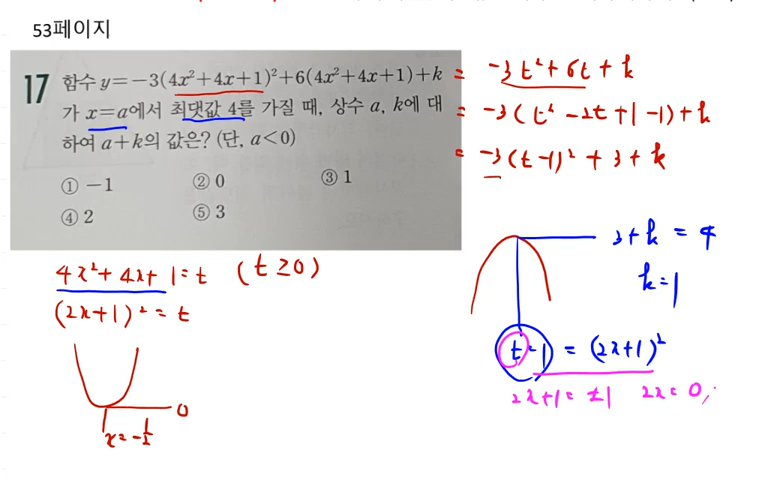 53페이지
17 함수 y=−3(4x²+4x+1)²+6(4x²+4x+1)+k
가 x=a에서 최댓값 4를 가질 때, 상수 a, k에 대
하여 a+k의 값은? (단, a<0)
① −1 ② 0 ③ 1
④ 2 ⑤ 3
= −3t²+6t+k
= −3(t²−2t+1−1)+k
= −3(t−1)²+3+k
4x²+4x+1=t (t≥0)
(2x+1)²=t
0
x=−1/2
3+k=4
k=1
t=1 = (2x+1)²
2x+1=±1 2x=0,